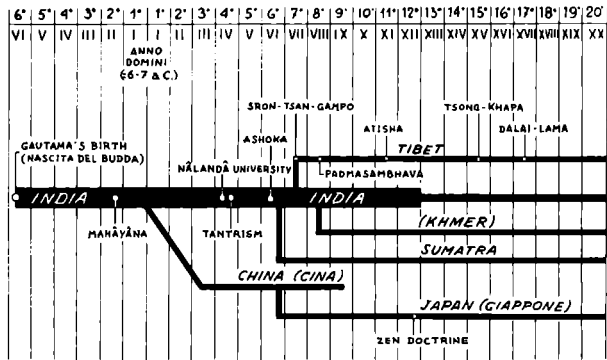 6° 5° 4° 3° 2° 1° 1° 2° 3° 4° 5° 6° 7° 8° 9° 10° 11° 12° 13° 14° 15° 16° 17° 18° 19° 20°
VI V IV III II I I II III IV V VI VII VIII IX X XI XII XIII XIV XV XVI XVII XVIII XIX XX
ANNO
DOMINI
(-6-7 A.C.)
SRON-TSAN-GAMPO
TSONG-KHAPA
ASHOKA
ATISHA
DALAI-LAMA
GAUTAMA'S BIRTH
(NASCITA DEL BUDDA)
TIBET
NÂLANDÂ UNIVERSITY
PADMASAMBHAVA
INDIA
INDIA
MAHÂYÂNA
TANTRISM
(KHMER)
SUMATRA
CHINA (CINA)
JAPAN (GIAPPONE)
ZEN DOCTRINE